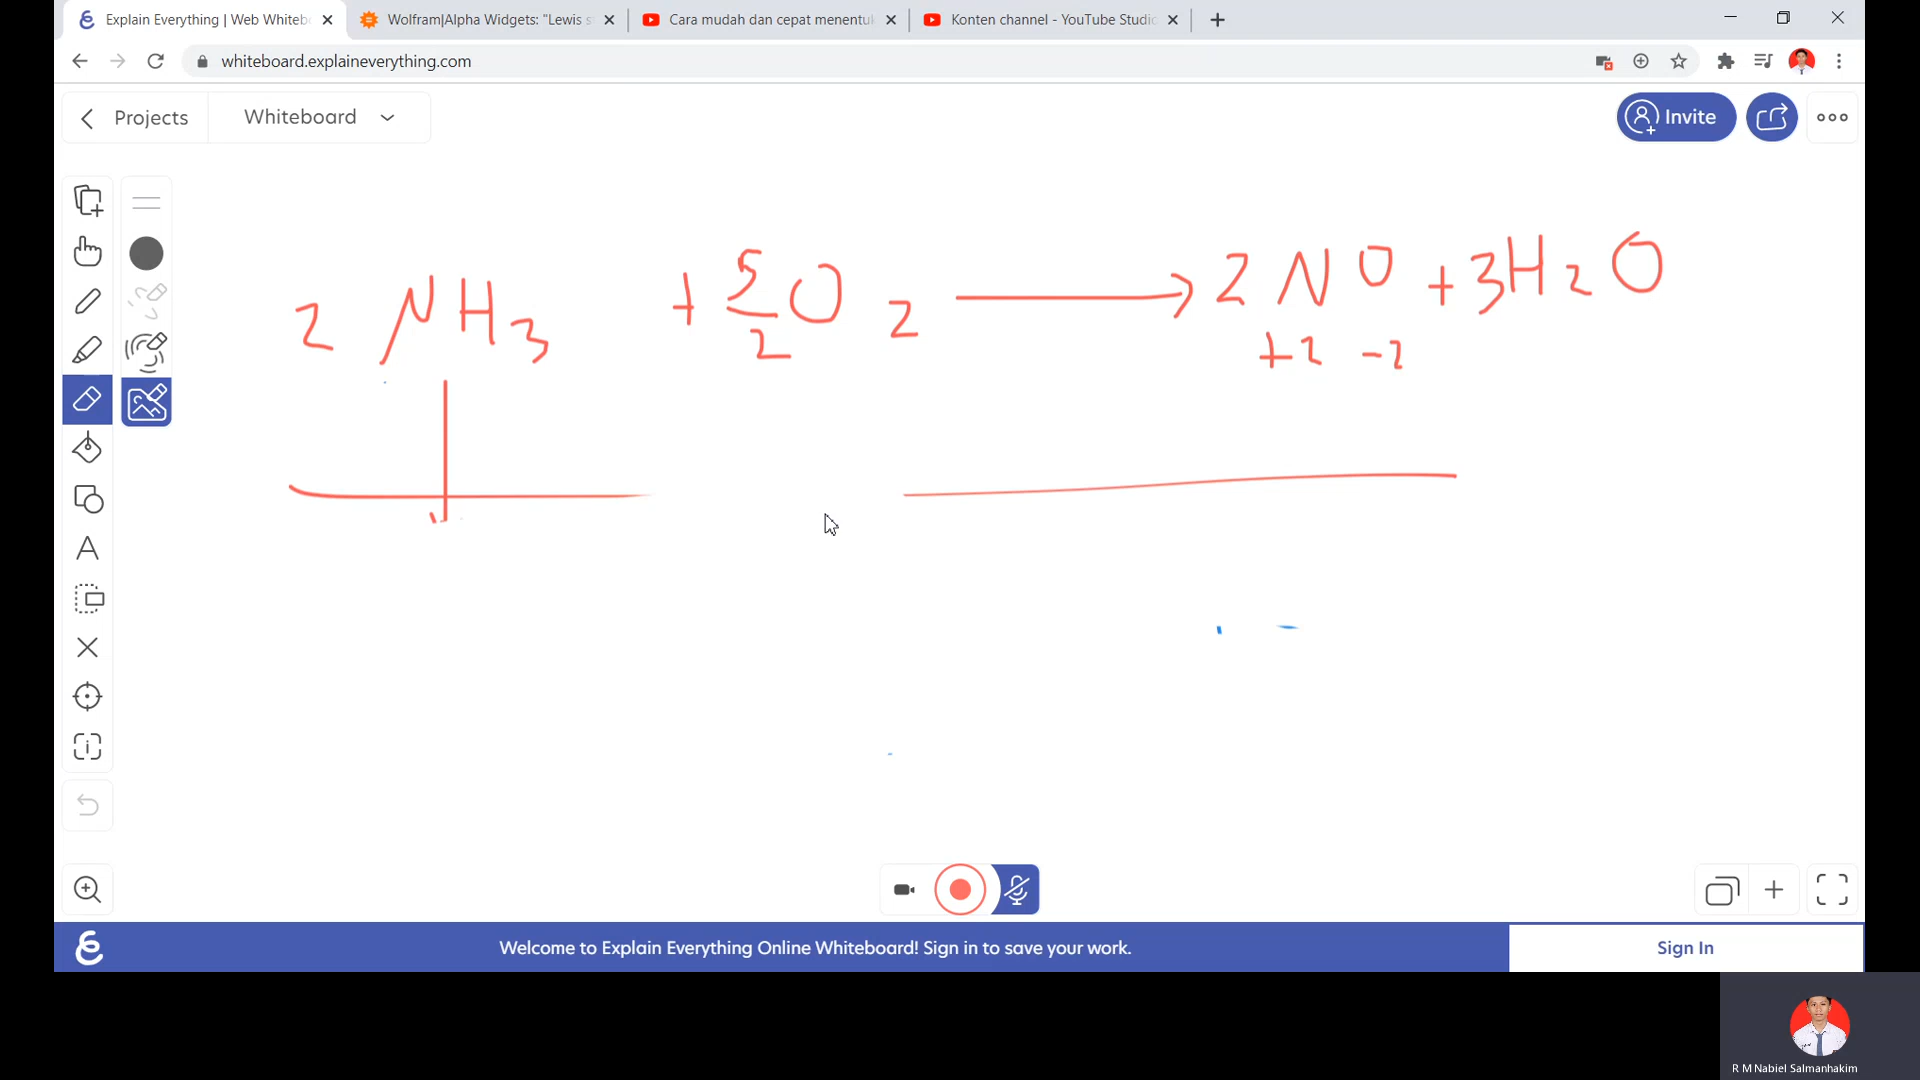 Explain Everything | Web Whiteb
Wolfram|Alpha Widgets: "Lewis s
Cara mudah dan cepat menentu
Konten channel - YouTube Studio
whiteboard.explaineverything.com
Projects
Whiteboard
Invite
2 NH3 + 5/2 O2 → 2 NO + 3H2O
+2 -2
A
Welcome to Explain Everything Online Whiteboard! Sign in to save your work.
Sign In
R M Nabiel Salmanhakim